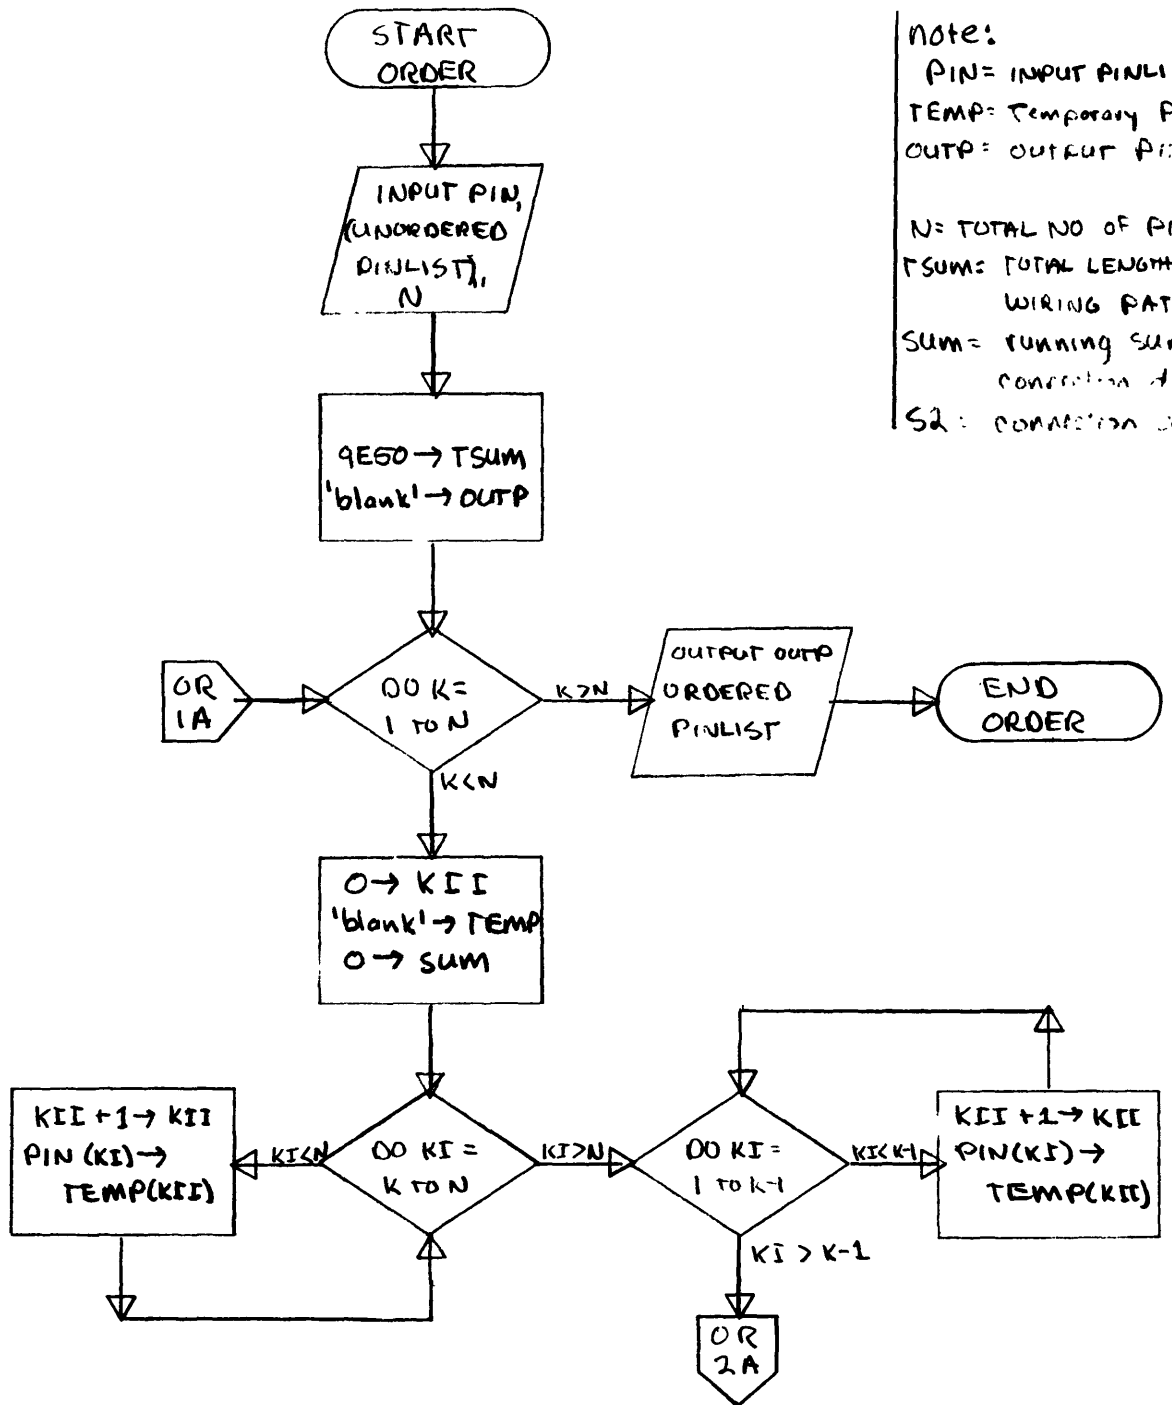 START
ORDER
note:
PIN= INPUT PINLI
TEMP= Temporary P
OUTP= OUTPUT PI
N= TOTAL NO OF PI
TSUM= TOTAL LENGTH
WIRING PAT
SUM= running sum
S2:
INPUT PIN,
(UNORDERED
PINLIST),
N
9E50→TSUM
'blank'→OUTP
OR
1A
DO K=
1 TO N
K>N
OUTPUT OUTP
ORDERED
PINLIST
END
ORDER
K<N
0→ KII
'blank'→TEMP
0→ SUM
KII +1→ KII
PIN (KI)→
TEMP(KII)
KI<N
DO KI =
K TO N
KI>N
DO KI=
1 TO K-1
KI<K-1
KII +1→ KII
PIN(KI)→
TEMP(KII)
KI > K-1
OR
2A